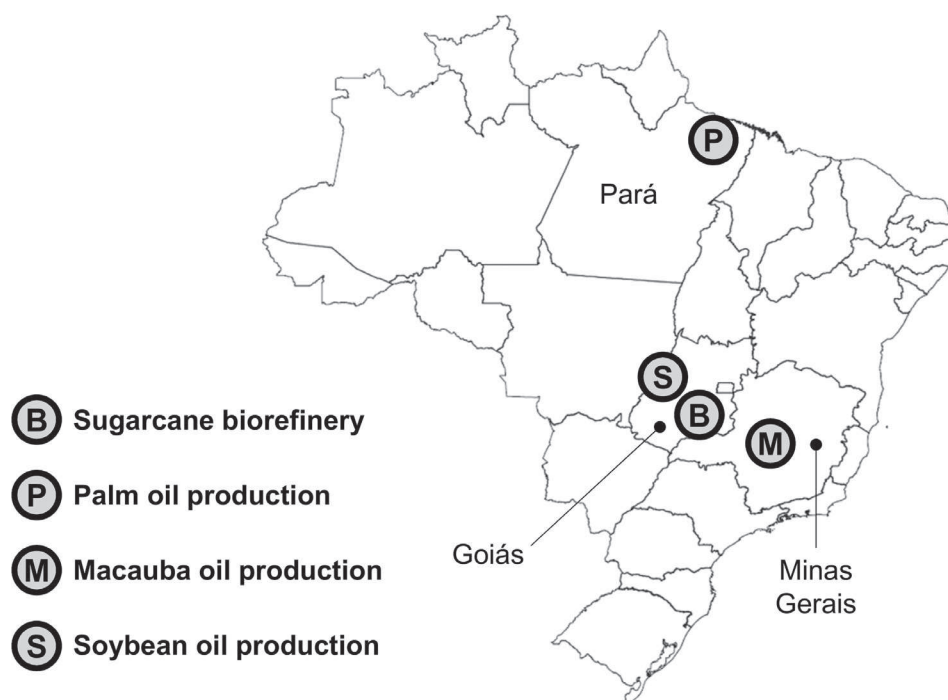 P
Pará
S
B
M
Goiás
Minas
Gerais
B Sugarcane biorefinery
P Palm oil production
M Macauba oil production
S Soybean oil production